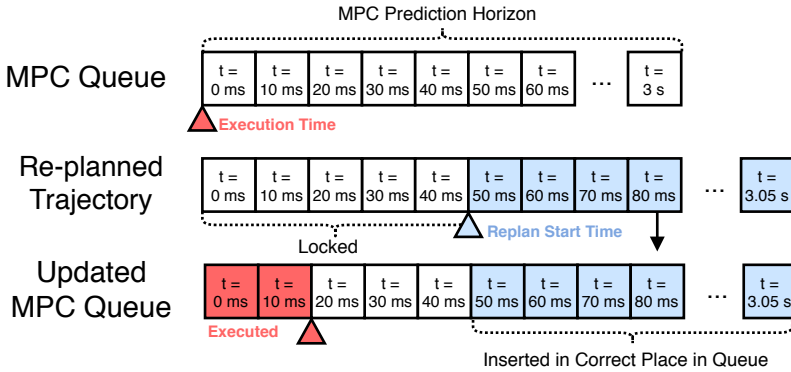 MPC Prediction Horizon
MPC Queue
t = 0 ms
t = 10 ms
t = 20 ms
t = 30 ms
t = 40 ms
t = 50 ms
t = 60 ms
...
t = 3 s
Execution Time
Re-planned
Trajectory
t = 0 ms
t = 10 ms
t = 20 ms
t = 30 ms
t = 40 ms
t = 50 ms
t = 60 ms
t = 70 ms
t = 80 ms
...
t = 3.05 s
Locked
Replan Start Time
Updated
MPC Queue
t = 0 ms
t = 10 ms
t = 20 ms
t = 30 ms
t = 40 ms
t = 50 ms
t = 60 ms
t = 70 ms
t = 80 ms
...
t = 3.05 s
Executed
Inserted in Correct Place in Queue